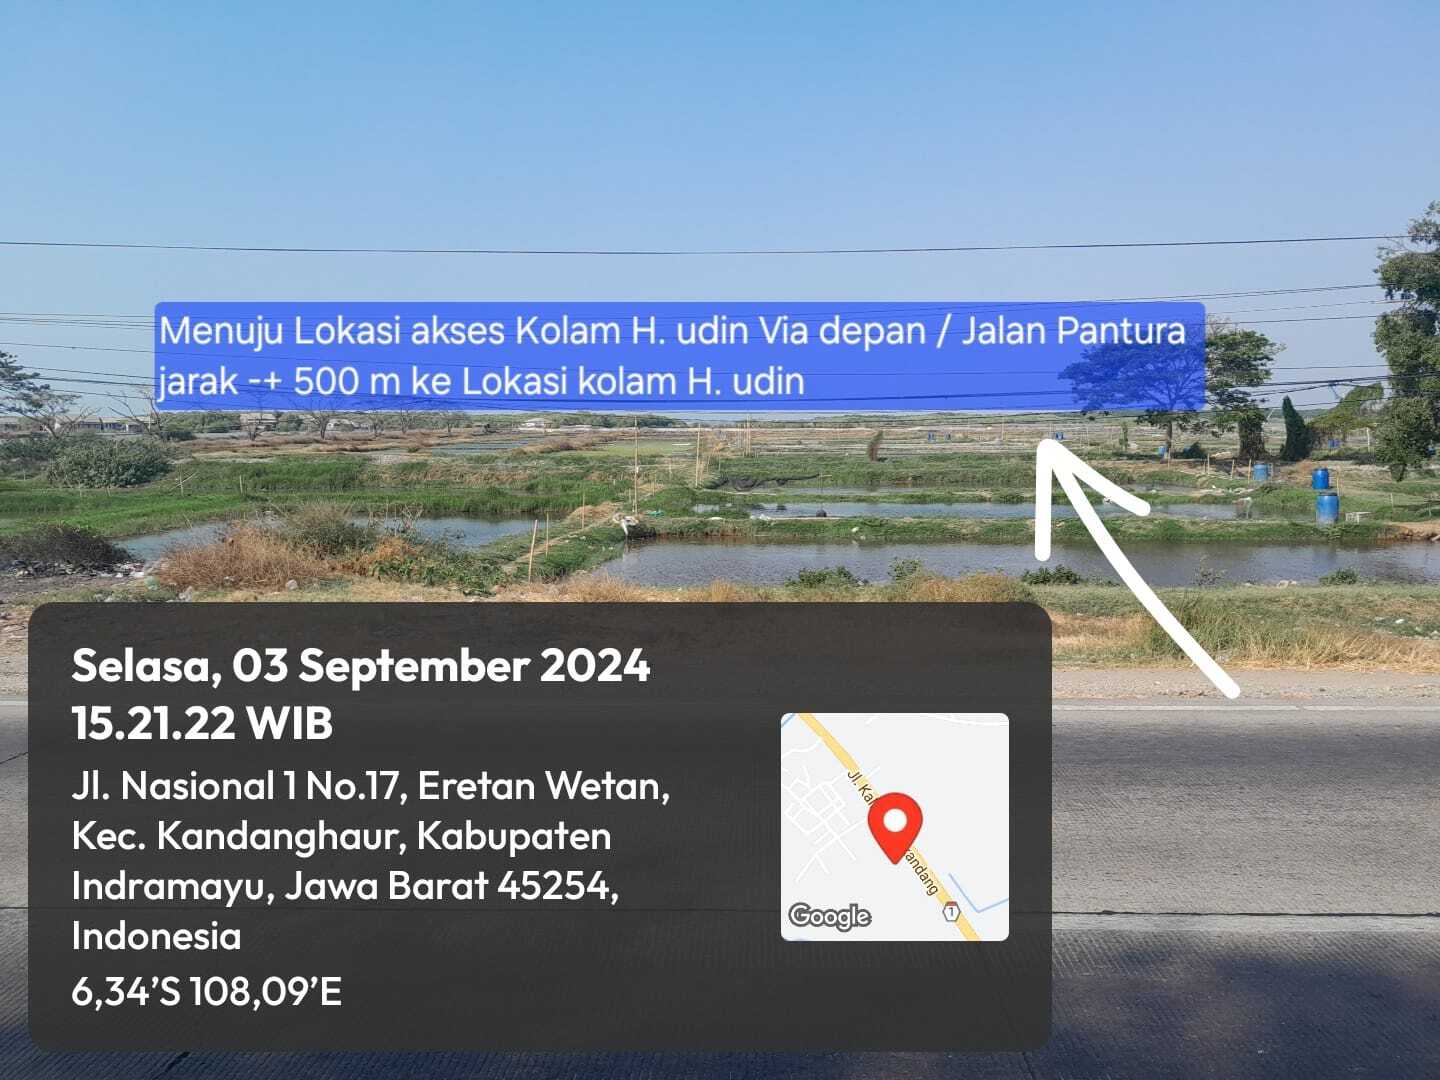 Menuju Lokasi akses Kolam H. udin Via depan / Jalan Pantura
jarak -+ 500 m ke Lokasi kolam H. udin
Selasa, 03 September 2024
15.21.22 WIB
Jl. Nasional 1 No.17, Eretan Wetan,
Kec. Kandanghaur, Kabupaten
Indramayu, Jawa Barat 45254,
Indonesia
6,34’S 108,09’E
Jl. Ka
andang
1
Google